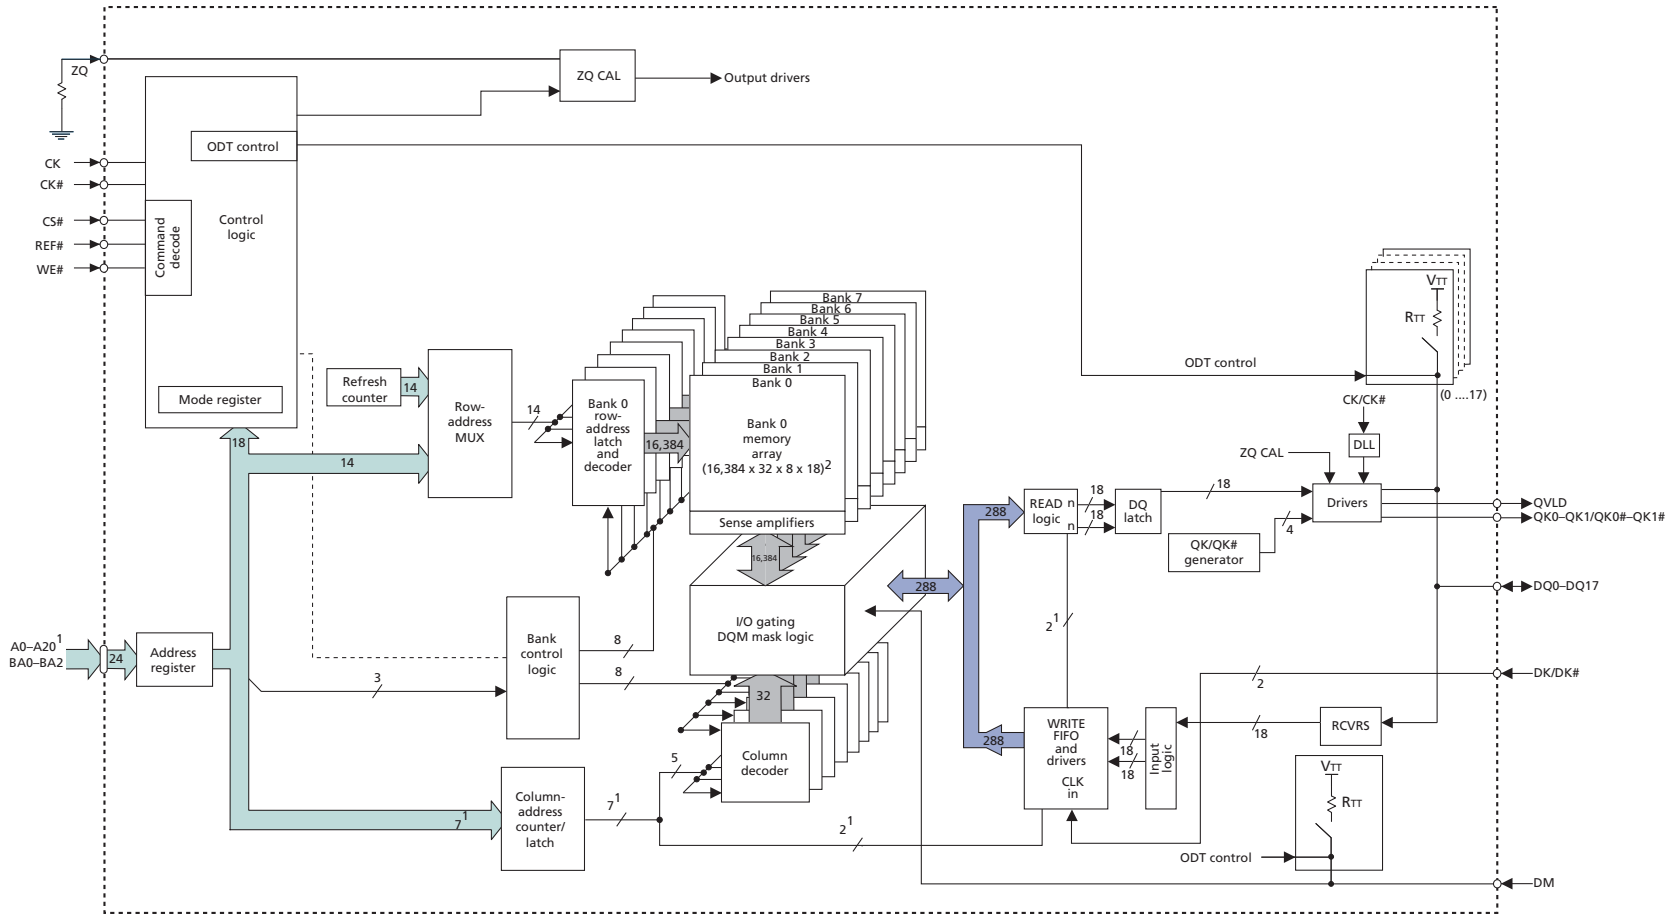 ZQ
ZQ CAL
Output drivers
ODT control
CK
CK#
CS#
REF#
WE#
Command
decode
Control
logic
Mode register
Refresh
counter
14
Row-
address
MUX
14
18
14
Bank 7
Bank 6
Bank 5
Bank 4
Bank 3
Bank 2
Bank 1
Bank 0
Bank 0
row-
address
latch
and
decoder
16,384
Bank 0
memory
array
(16,384 x 32 x 8 x 18)2
Sense amplifiers
16,384
I/O gating
DQM mask logic
A0–A201
BA0–BA2
24
Address
register
3
Bank
control
logic
8
8
32
Column
decoder
5
71
Column-
address
counter/
latch
71
21
288
288
288
READ
logic
n
n
18
18
DQ
latch
18
21
QK/QK#
generator
4
ZQ CAL
CK/CK#
DLL
Drivers
ODT control
VTT
RTT
(0 ....17)
QVLD
QK0–QK1/QK0#–QK1#
DQ0–DQ17
DK/DK#
2
RCVRS
18
Input
logic
18
18
WRITE
FIFO
and
drivers
CLK
in
VTT
RTT
ODT control
DM